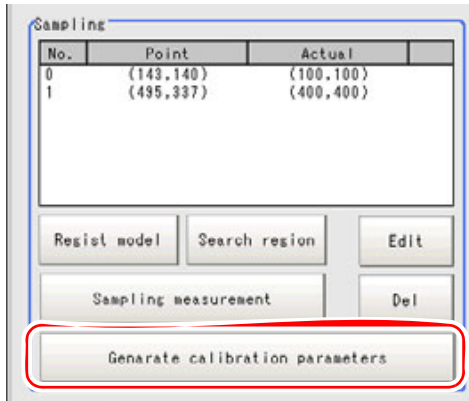 Sampling
No. Point Actual
0 (143,140) (100,100)
1 (495,337) (400,400)
Regist model Search region Edit
Sampling measurement Del
Genarate calibration parameters